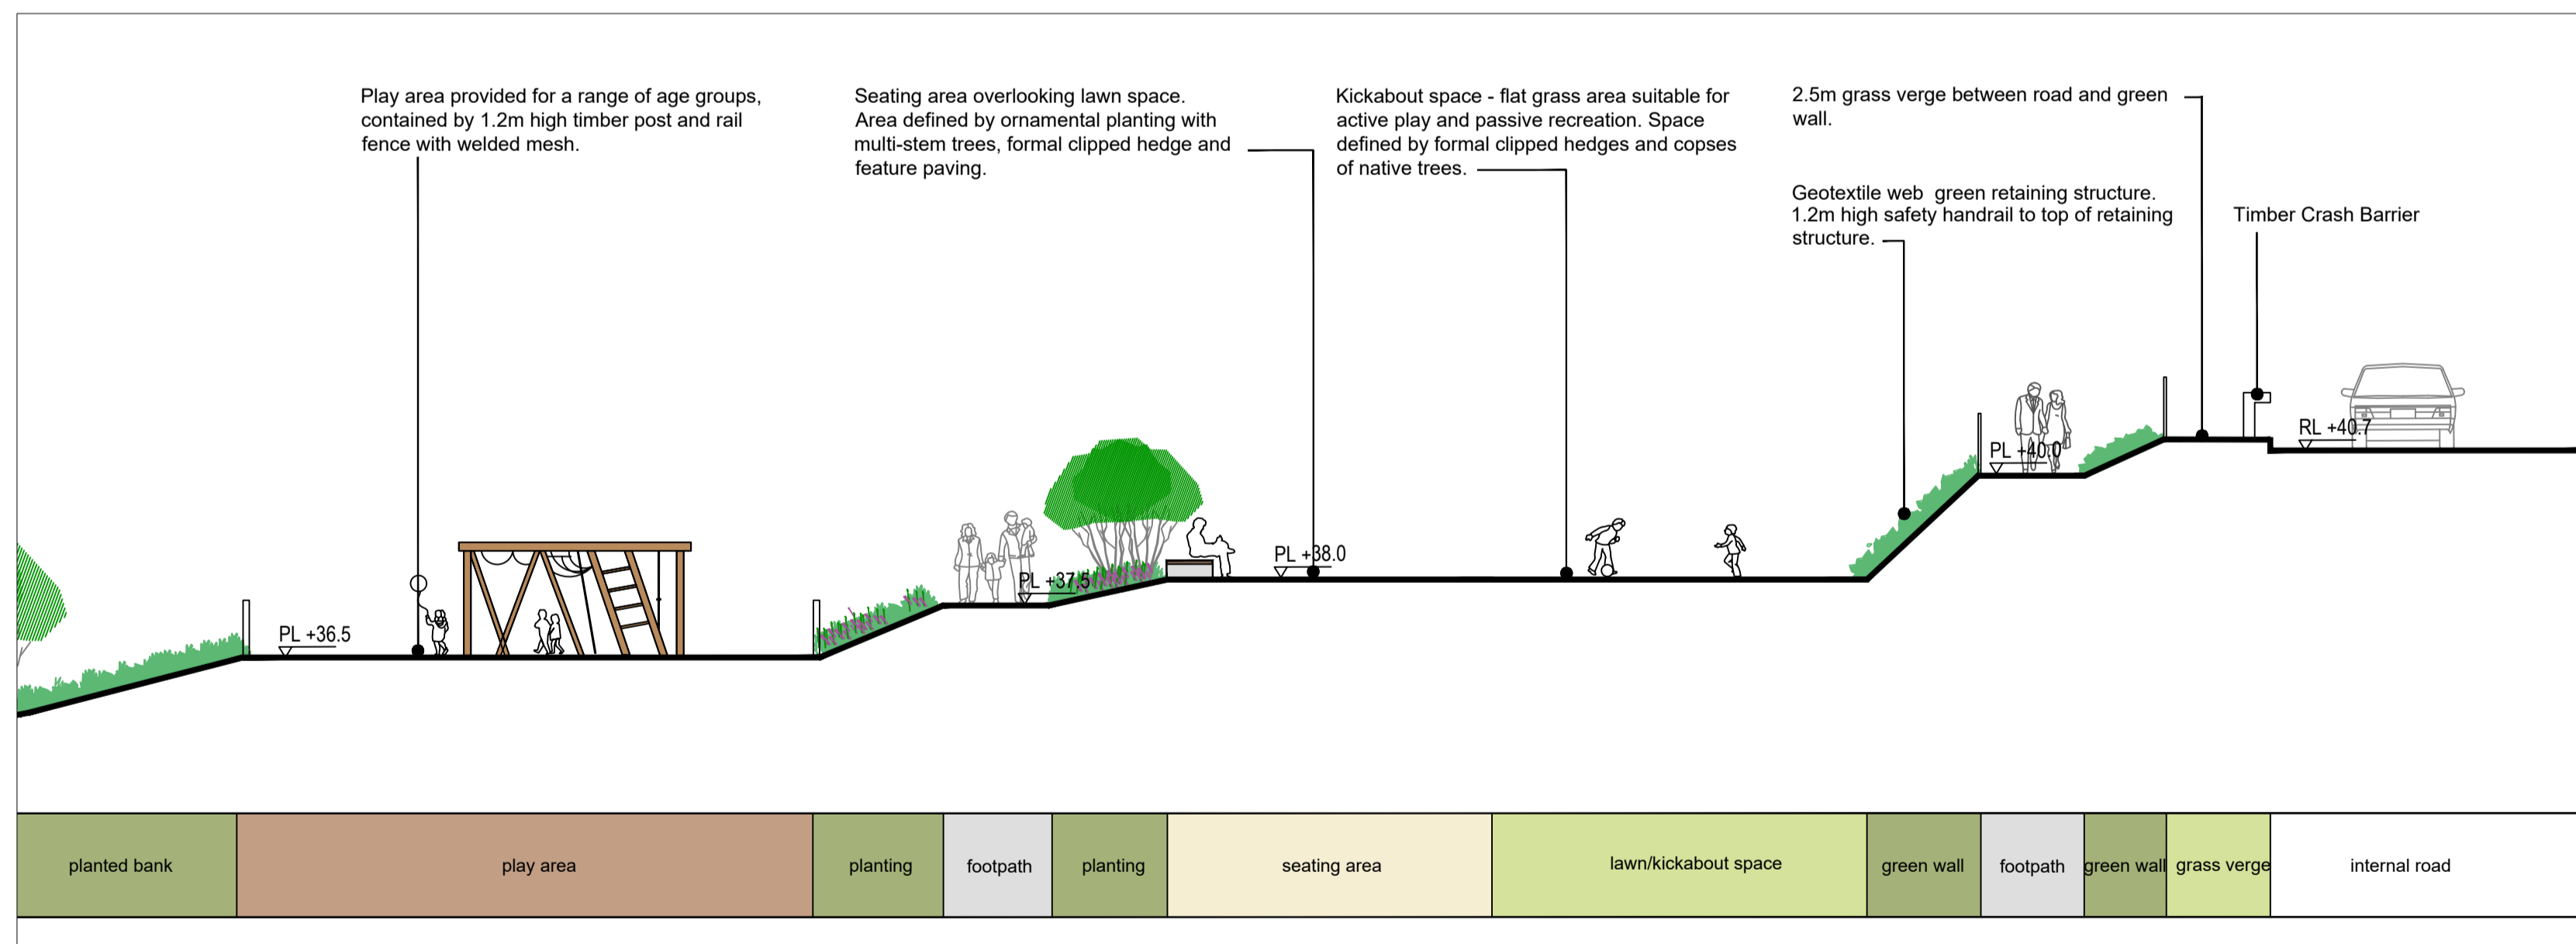 Play area provided for a range of age groups,
contained by 1.2m high timber post and rail
fence with welded mesh.
Seating area overlooking lawn space.
Area defined by ornamental planting with
multi-stem trees, formal clipped hedge and
feature paving.
Kickabout space - flat grass area suitable for
active play and passive recreation. Space
defined by formal clipped hedges and copses
of native trees.
2.5m grass verge between road and green
wall.
Geotextile web  green retaining structure.
1.2m high safety handrail to top of retaining
structure.
Timber Crash Barrier
RL +40.7
PL +40.0
PL +38.0
PL +37.5
PL +36.5
planted bank
play area
planting
footpath
planting
seating area
lawn/kickabout space
green wall
footpath
green wall
grass verge
internal road